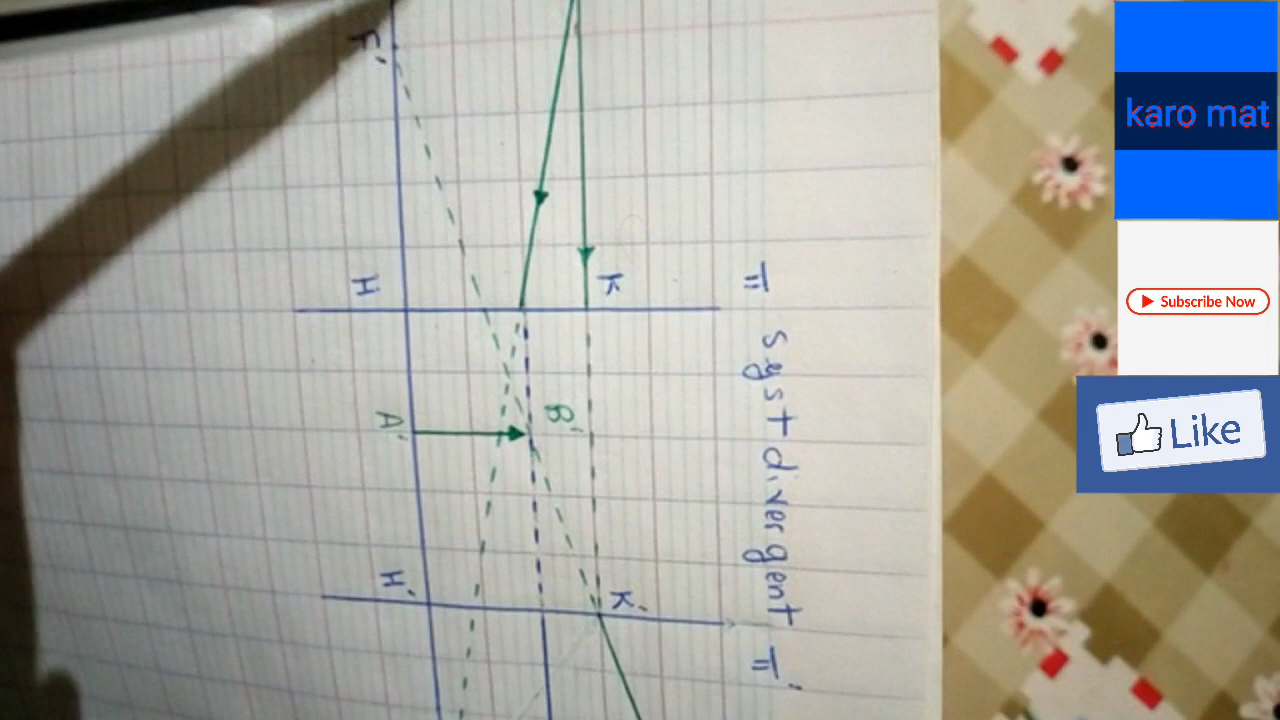 π syst divergent π'
K
K'
B'
F'
H
A'
H'
karo mat
Subscribe Now
Like